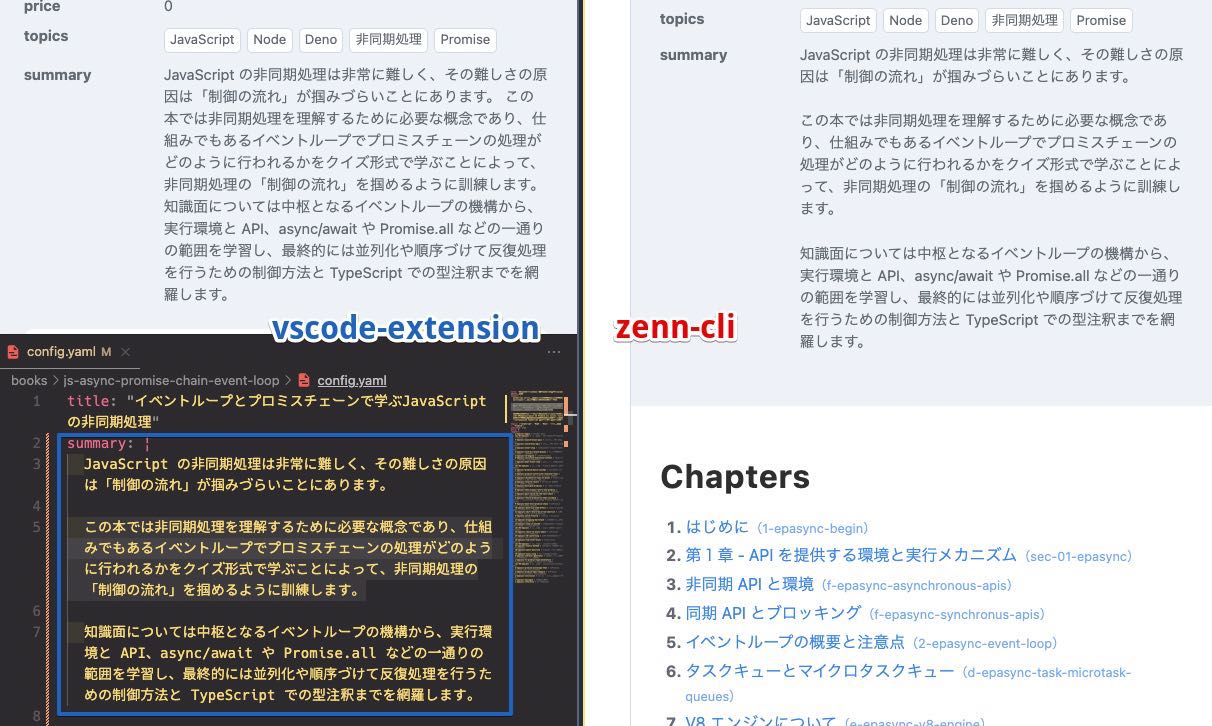 price 0
topics JavaScript Node Deno 非同期処理 Promise
summary JavaScript の非同期処理は非常に難しく、その難しさの原
因は「制御の流れ」が掴みづらいことにあります。 この
本では非同期処理を理解するために必要な概念であり、仕
組みでもあるイベントループでプロミスチェーンの処理が
どのように行われるかをクイズ形式で学ぶことによって、
非同期処理の「制御の流れ」を掴めるように訓練します。
知識面については中枢となるイベントループの機構から、
実行環境と API、async/await や Promise.all などの一通り
の範囲を学習し、最終的には並列化や順序づけて反復処理
を行うための制御方法と TypeScript での型注釈までを網
羅します。
vscode-extension
config.yaml M ×
books > js-async-promise-chain-event-loop > config.yaml
1 title: "イベントループとプロミスチェーンで学ぶJavaScript
の非同期処理"
2 summary: ¦
3 JavaScript の非同期処理は非常に難しく、その難しさの原因
は「制御の流れ」が掴みづらいことにあります。
4
5 この本では非同期処理を理解するために必要な概念であり、仕組
みでもあるイベントループでプロミスチェーンの処理がどのよう
に行われるかをクイズ形式で学ぶことによって、非同期処理の
「制御の流れ」を掴めるように訓練します。
6
7 知識面については中枢となるイベントループの機構から、実行環
境と API、async/await や Promise.all などの一通りの
範囲を学習し、最終的には並列化や順序づけて反復処理を行うた
めの制御方法と TypeScript での型注釈までを網羅します。
8
topics JavaScript Node Deno 非同期処理 Promise
summary JavaScript の非同期処理は非常に難しく、その難しさの原
因は「制御の流れ」が掴みづらいことにあります。
この本では非同期処理を理解するために必要な概念であ
り、仕組みでもあるイベントループでプロミスチェーンの
処理がどのように行われるかをクイズ形式で学ぶことによ
って、非同期処理の「制御の流れ」を掴めるように訓練し
ます。
知識面については中枢となるイベントループの機構から、
実行環境と API、async/await や Promise.all などの一通り
の範囲を学習し、最終的には並列化や順序づけて反復処理
を行うための制御方法と TypeScript での型注釈までを網
羅します。
zenn-cli
Chapters
1. はじめに（1-epasync-begin）
2. 第 1 章 - API を提供する環境と実行メカニズム（sec-01-epasync）
3. 非同期 API と環境（f-epasync-asynchronous-apis）
4. 同期 API とブロッキング（f-epasync-synchronus-apis）
5. イベントループの概要と注意点（2-epasync-event-loop）
6. タスクキューとマイクロタスクキュー（d-epasync-task-microtask-
queues）
7. V8 エンジンについて（e-epasync-v8-engine）